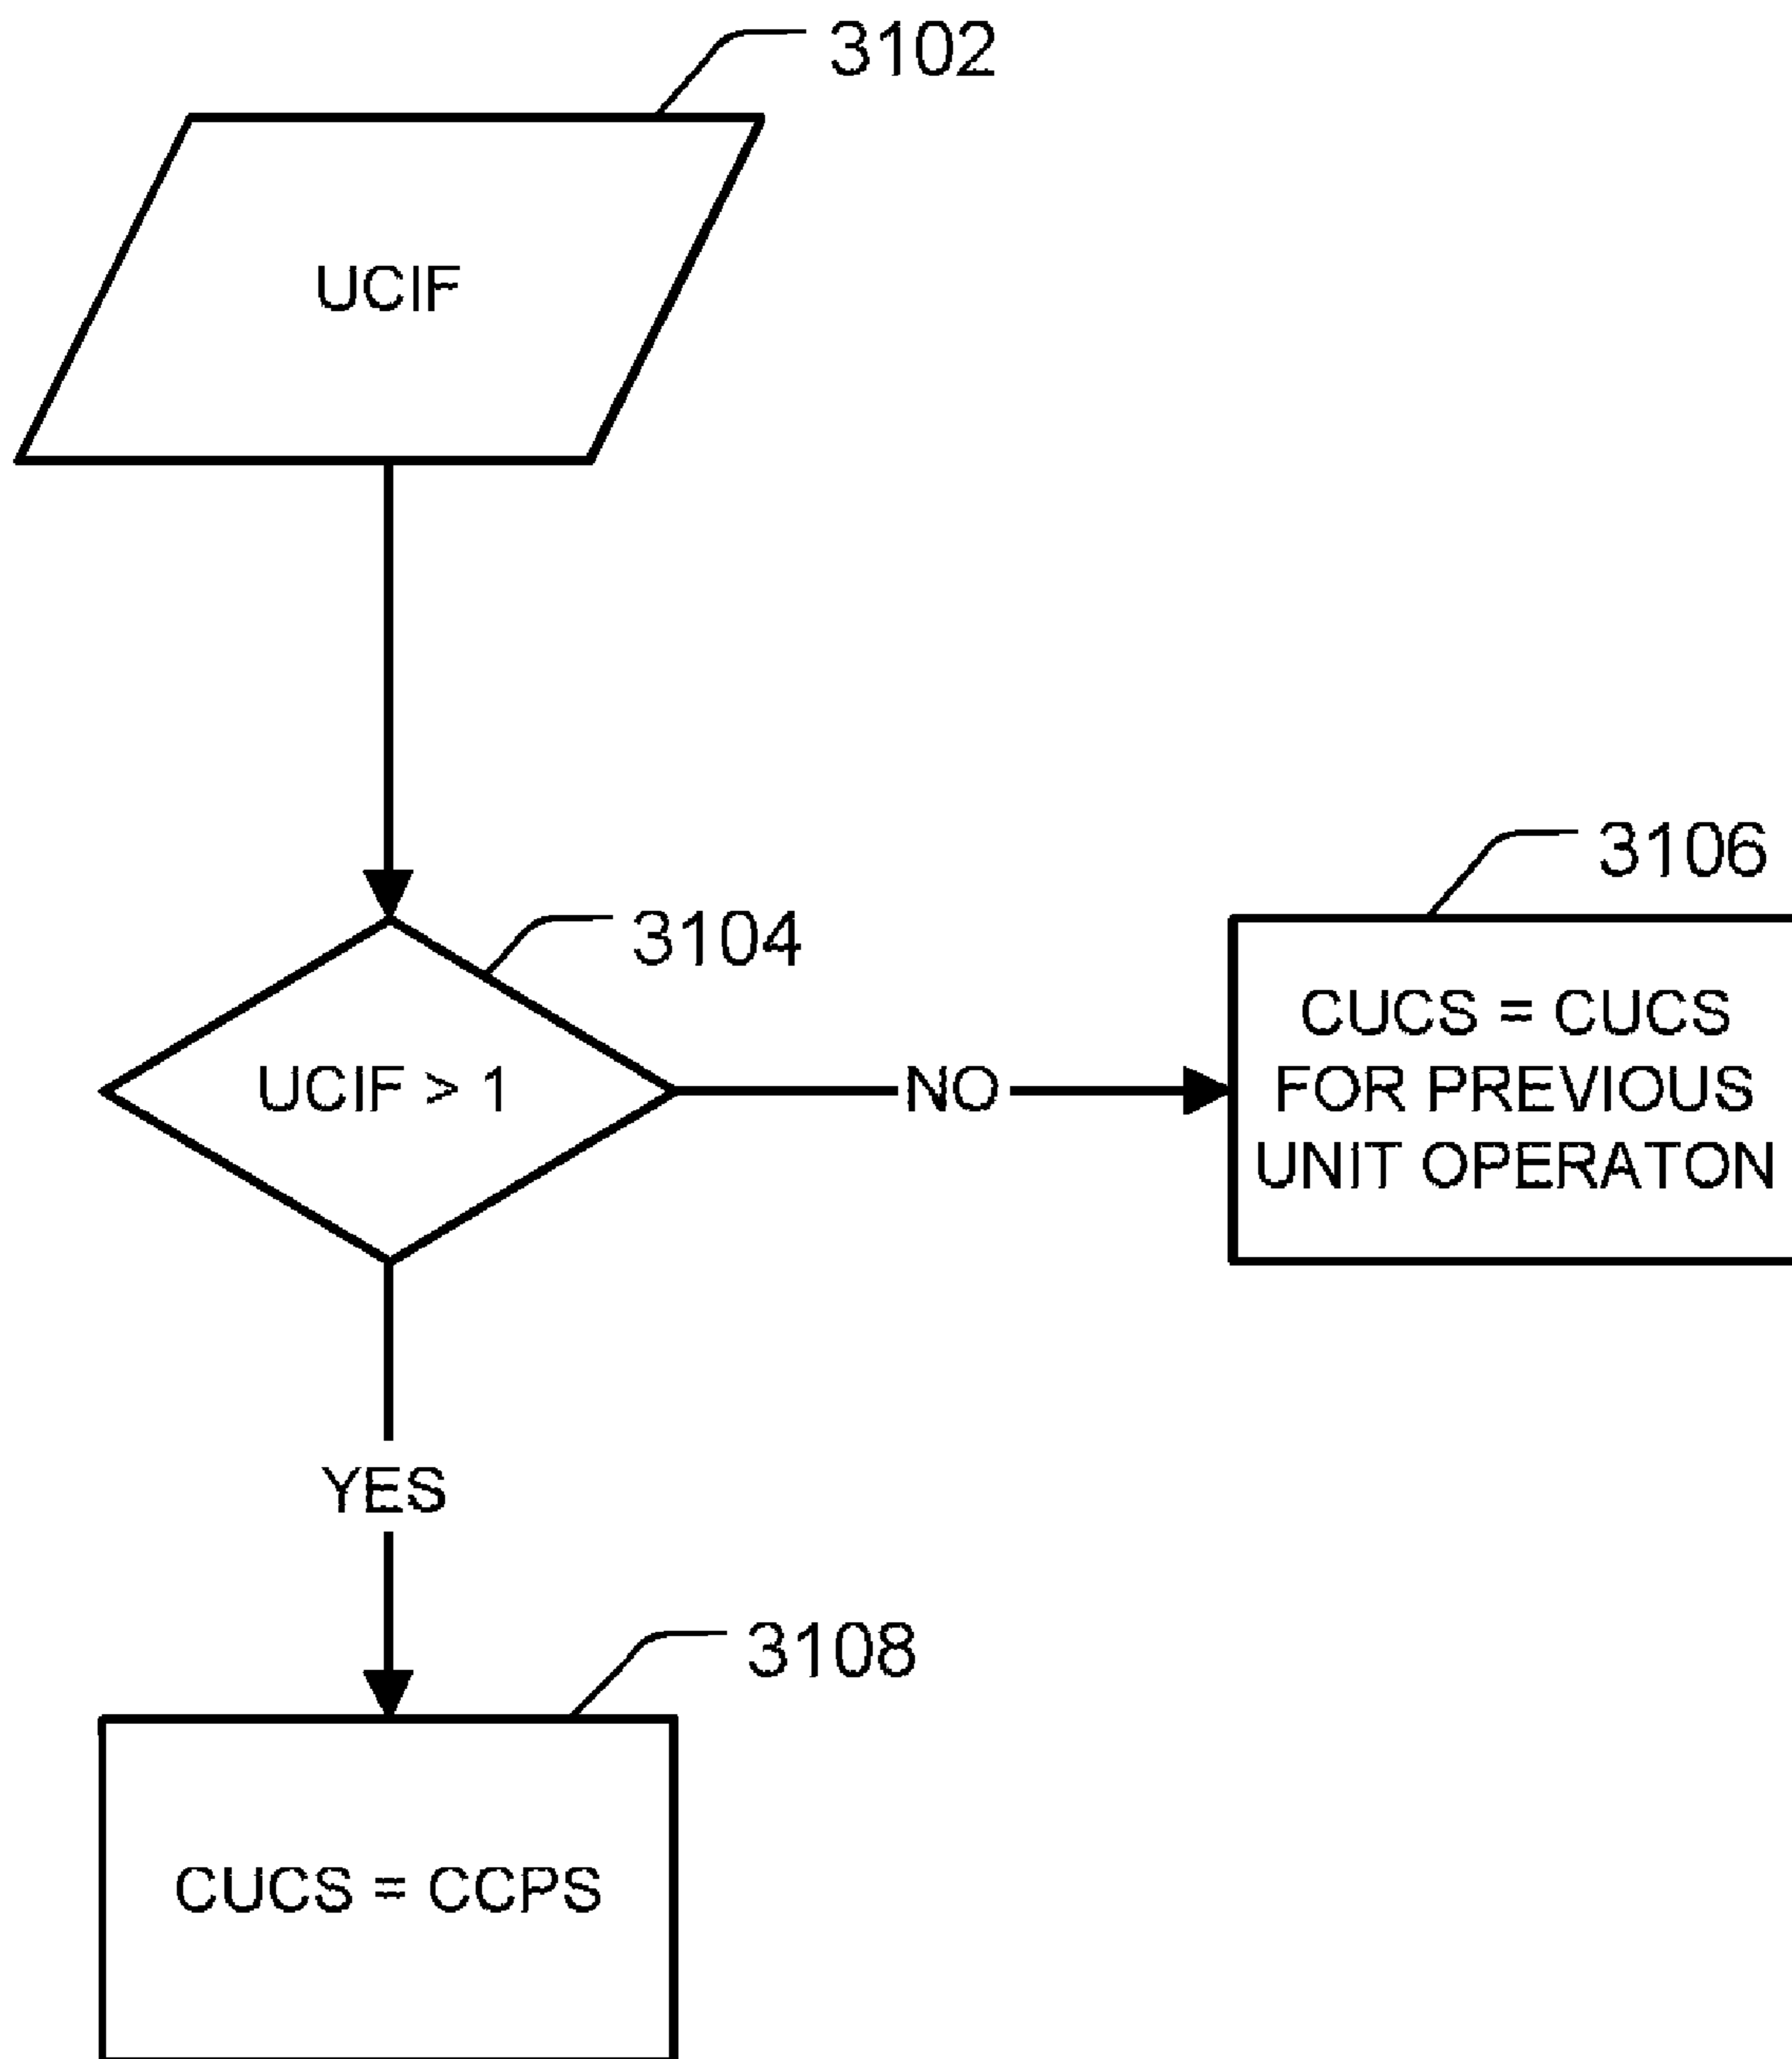 3102
UCIF
3104
UCIF > 1
NO
3106
CUCS = CUCS
FOR PREVIOUS
UNIT OPERATON
YES
3108
CUCS = CCPS